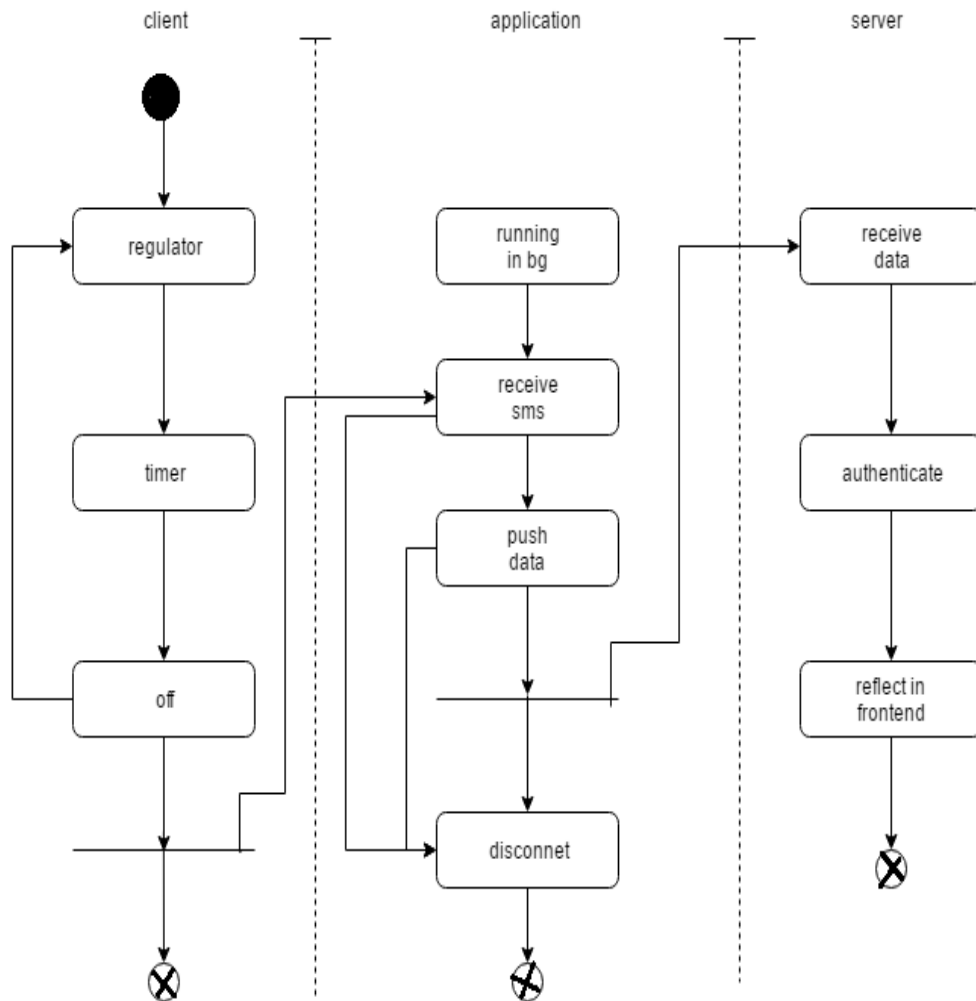 client
application
server
regulator
running
in bg
receive
data
receive
sms
timer
authenticate
push
data
off
reflect in
frontend
disconnet